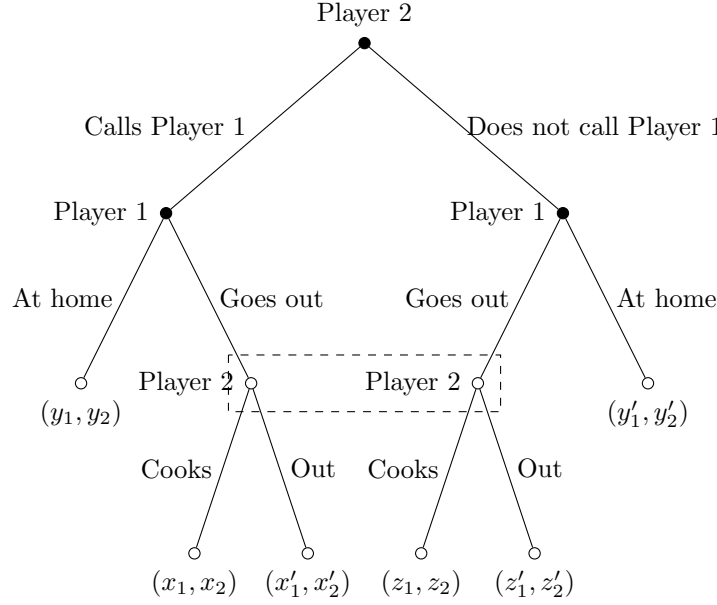 Player 2
Calls Player 1
Does not call Player 1
Player 1
Player 1
At home
Goes out
Goes out
At home
Player 2
Player 2
(y₁, y₂)
(y′₁, y′₂)
Cooks
Out
Cooks
Out
(x₁, x₂)
(x′₁, x′₂)
(z₁, z₂)
(z′₁, z′₂)